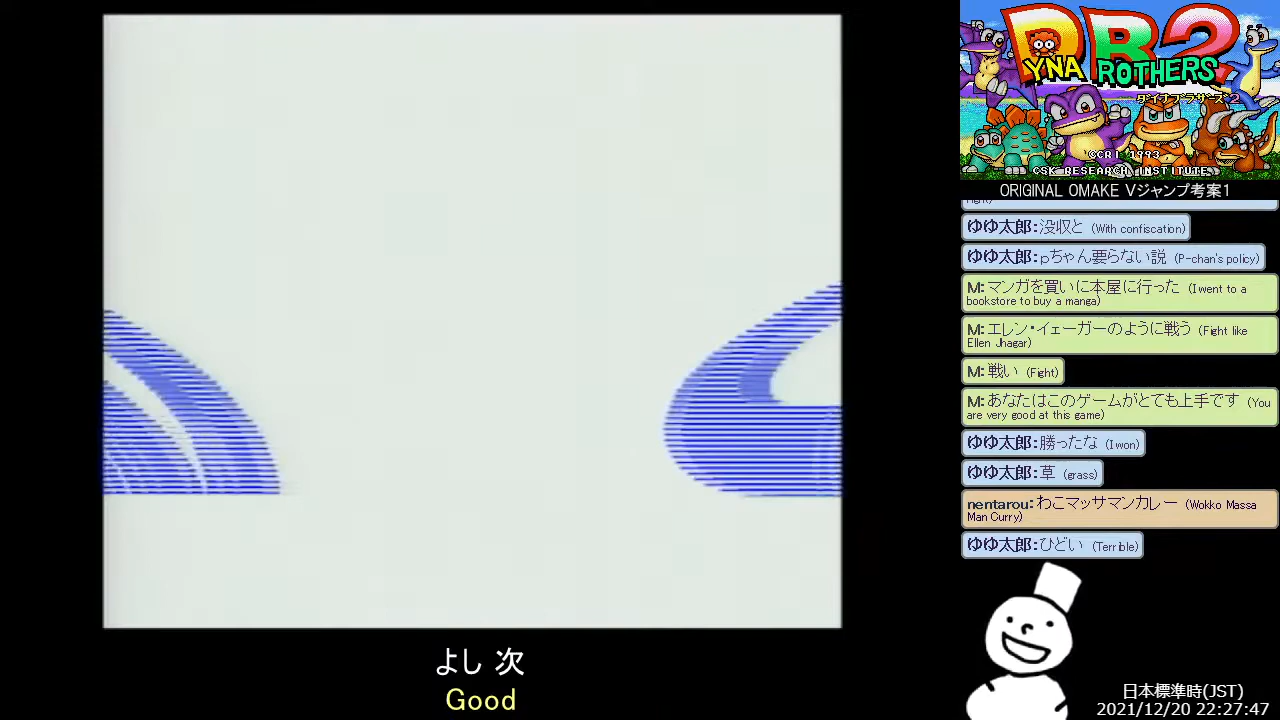 DB2
DYNA BROTHERS
ダイナブラザーズ
©CRI 1993
CSK RESEARCH INSTITUTE
ORIGINAL OMAKE Vジャンプ考案1
ゆゆ太郎:没収と (With confiscation)
ゆゆ太郎:pちゃん要らない説 (P-chan's policy)
M:マンガを買いに本屋に行った (I went to a
bookstore to buy a manga)
M:エレン・イェーガーのように戦う (Fight like
Ellen Jhagar)
M:戦い (Fight)
M:あなたはこのゲームがとても上手です (You
are very good at this game)
ゆゆ太郎:勝ったな (I won)
ゆゆ太郎:草 (grass)
nentarou:わこマッサマンカレー (Wokko Massa
Man Curry)
ゆゆ太郎:ひどい (Terrible)
よし 次
Good
日本標準時(JST)
2021/12/20 22:27:47